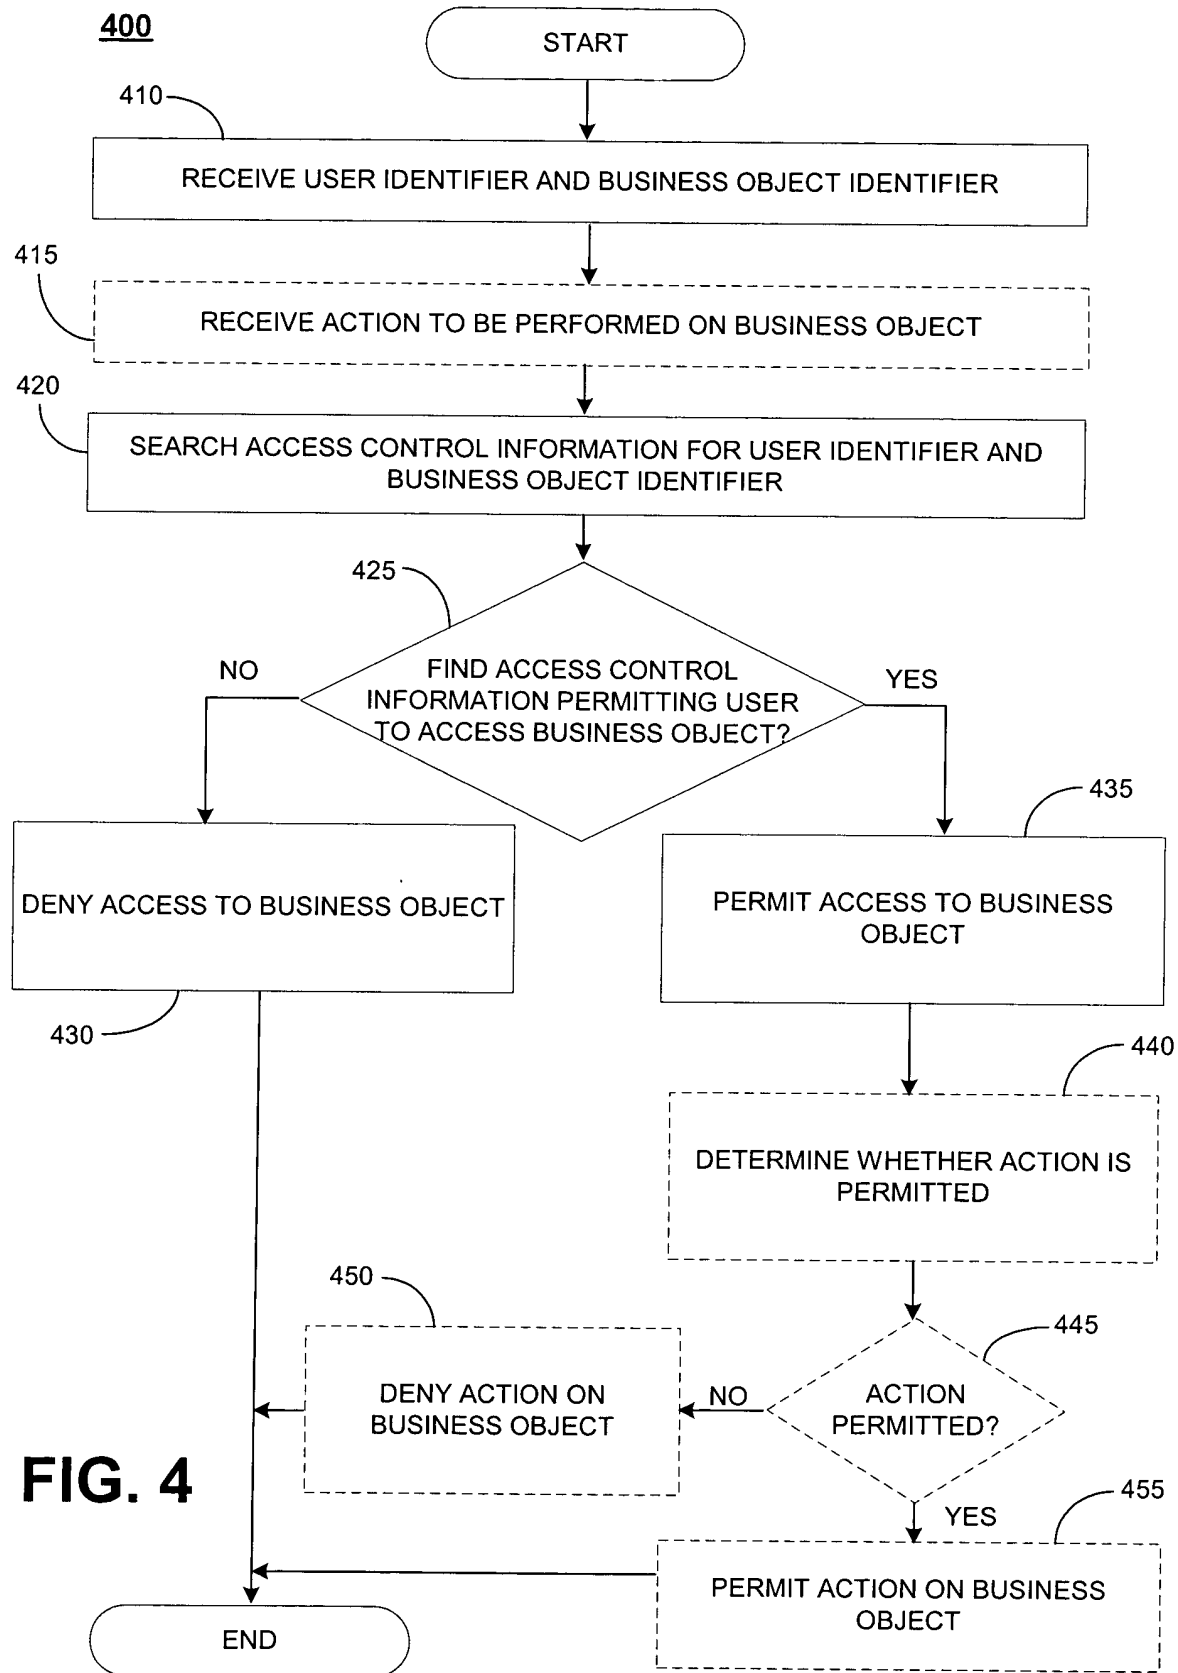 400
START
410
RECEIVE USER IDENTIFIER AND BUSINESS OBJECT IDENTIFIER
415
RECEIVE ACTION TO BE PERFORMED ON BUSINESS OBJECT
420
SEARCH ACCESS CONTROL INFORMATION FOR USER IDENTIFIER AND
BUSINESS OBJECT IDENTIFIER
425
NO
FIND ACCESS CONTROL
INFORMATION PERMITTING USER
TO ACCESS BUSINESS OBJECT?
YES
435
DENY ACCESS TO BUSINESS OBJECT
PERMIT ACCESS TO BUSINESS
OBJECT
430
440
DETERMINE WHETHER ACTION IS
PERMITTED
450
445
DENY ACTION ON
BUSINESS OBJECT
NO
ACTION
PERMITTED?
FIG. 4
YES
455
PERMIT ACTION ON BUSINESS
OBJECT
END